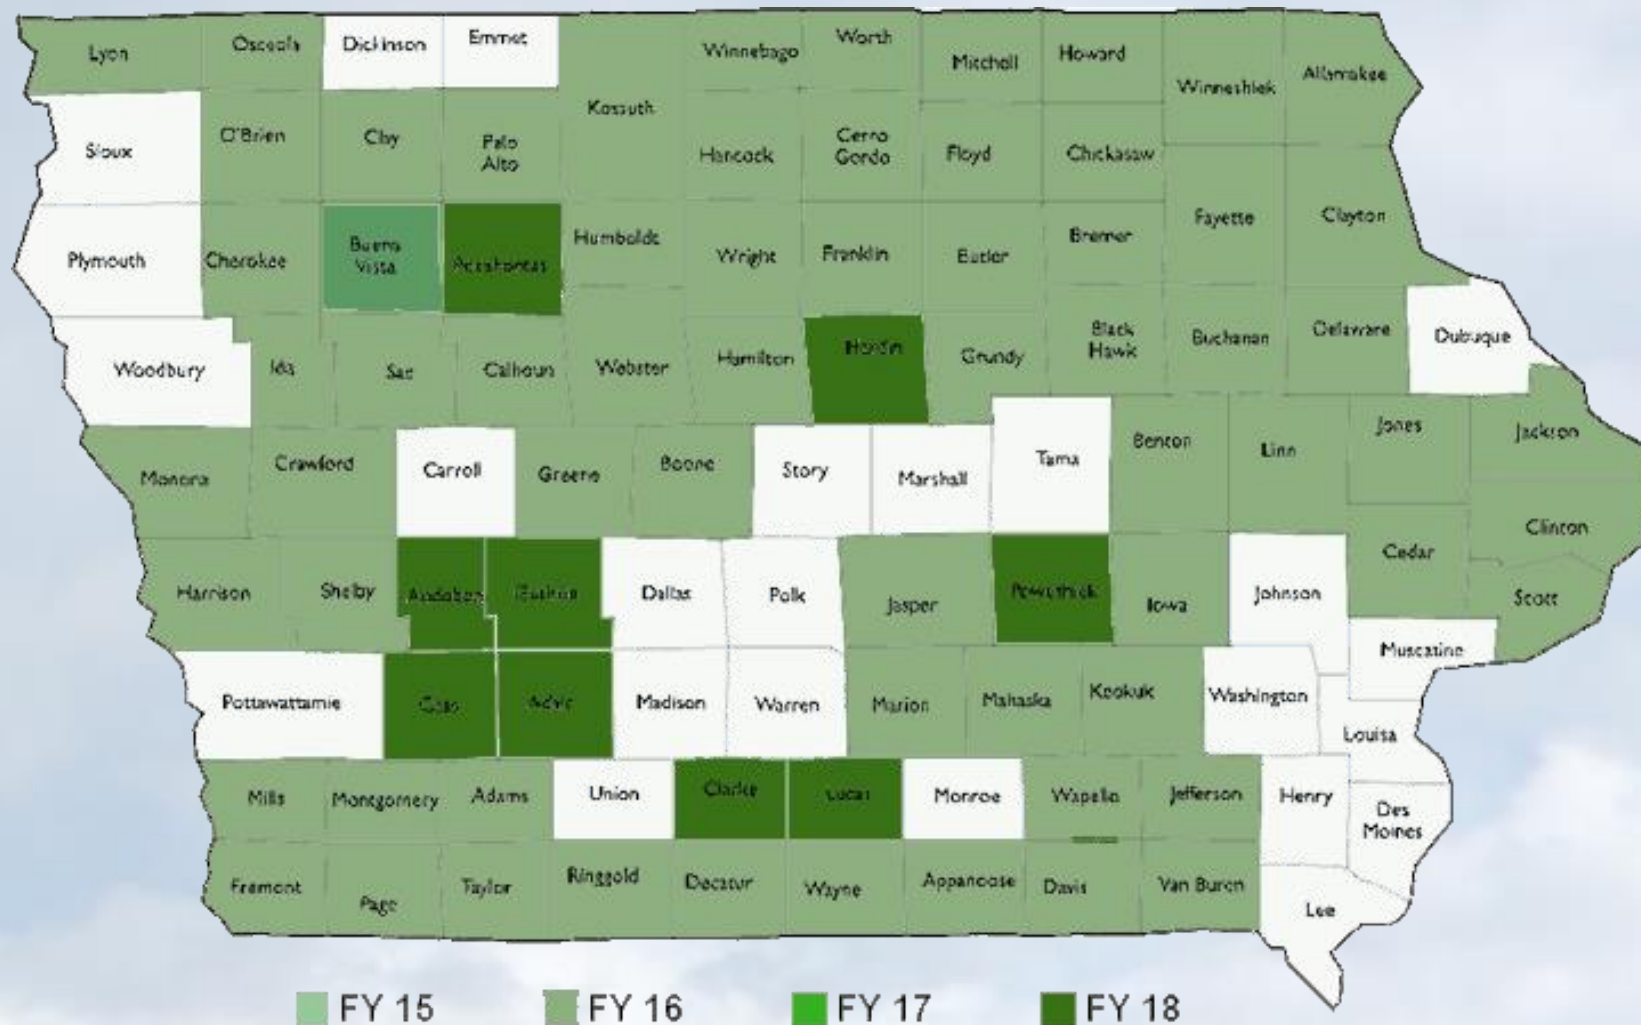 Lyon
Osceola
Dickinson
Emmet
Kossuth
Winnebago
Worth
Mitchell
Howard
Winneshiek
Allamakee
Sioux
O'Brien
Clay
Palo
Alto
Hancock
Cerro
Gordo
Floyd
Chickasaw
Fayette
Clayton
Plymouth
Cherokee
Buena
Vista
Pocahontas
Humboldt
Wright
Franklin
Butler
Bremer
Woodbury
Ida
Sac
Calhoun
Webster
Hamilton
Hardin
Grundy
Black
Hawk
Buchanan
Delaware
Dubuque
Monona
Crawford
Carroll
Greene
Boone
Story
Marshall
Tama
Benton
Linn
Jones
Jackson
Clinton
Harrison
Shelby
Dallas
Polk
Jasper
Iowa
Johnson
Cedar
Scott
Muscatine
Pottawattamie
Cass
Adair
Madison
Warren
Marion
Mahaska
Keokuk
Washington
Louisa
Mills
Montgomery
Adams
Union
Clarke
Lucas
Monroe
Wapello
Jefferson
Henry
Des
Moines
Fremont
Page
Taylor
Ringgold
Decatur
Wayne
Appanoose
Davis
Van Buren
Lee
FY 15
FY 16
FY 17
FY 18